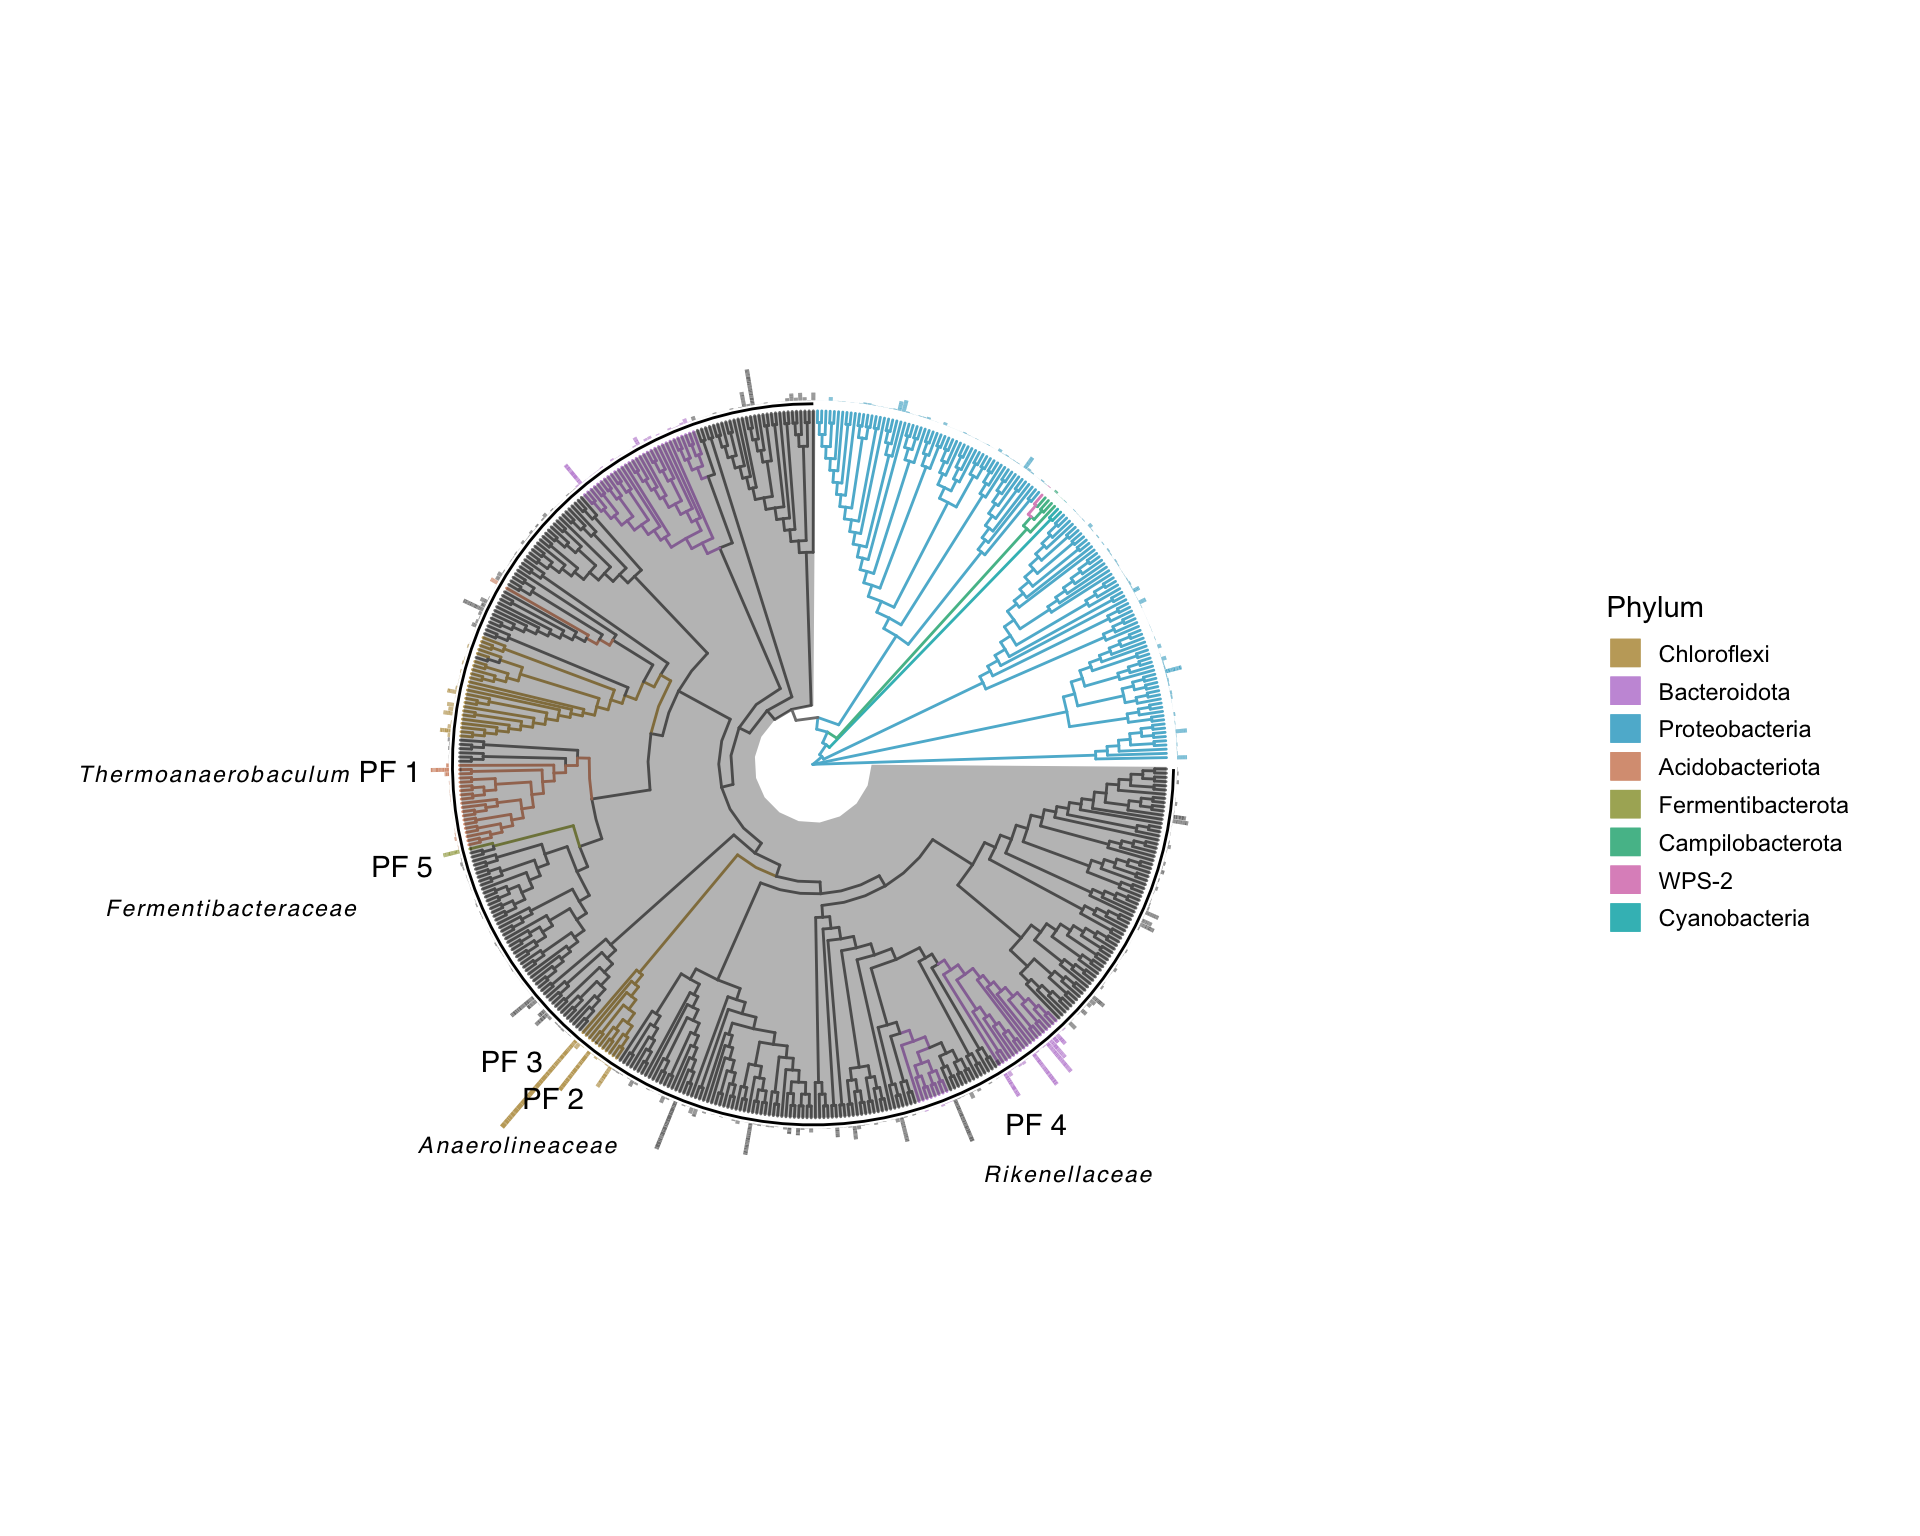 Phylum
Chloroflexi
Bacteroidota
Proteobacteria
Acidobacteriota
Fermentibacterota
Campilobacterota
WPS-2
Cyanobacteria
Thermoanaerobaculum PF 1
PF 5
Fermentibacteraceae
PF 3
PF 2
Anaerolineaceae
PF 4
Rikenellaceae